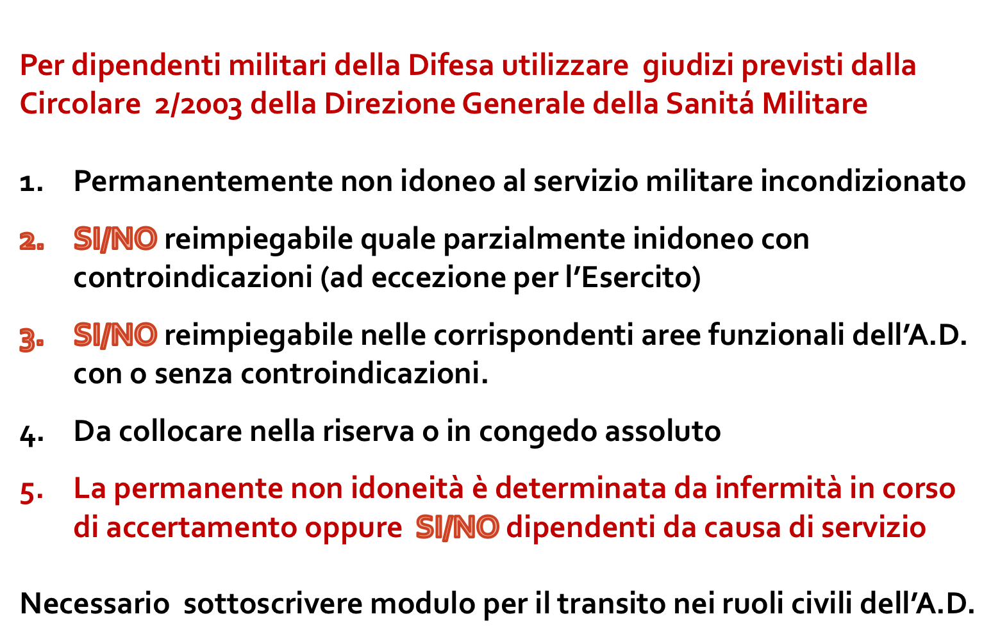 Per dipendenti militari della Difesa utilizzare giudizi previsti dalla
Circolare 2/2003 della Direzione Generale della Sanitá Militare
1. Permanentemente non idoneo al servizio militare incondizionato
2. SI/NO reimpiegabile quale parzialmente inidoneo con
controindicazioni (ad eccezione per l’Esercito)
3. SI/NO reimpiegabile nelle corrispondenti aree funzionali dell’A.D.
con o senza controindicazioni.
4. Da collocare nella riserva o in congedo assoluto
5. La permanente non idoneità è determinata da infermità in corso
di accertamento oppure SI/NO dipendenti da causa di servizio
Necessario sottoscrivere modulo per il transito nei ruoli civili dell’A.D.